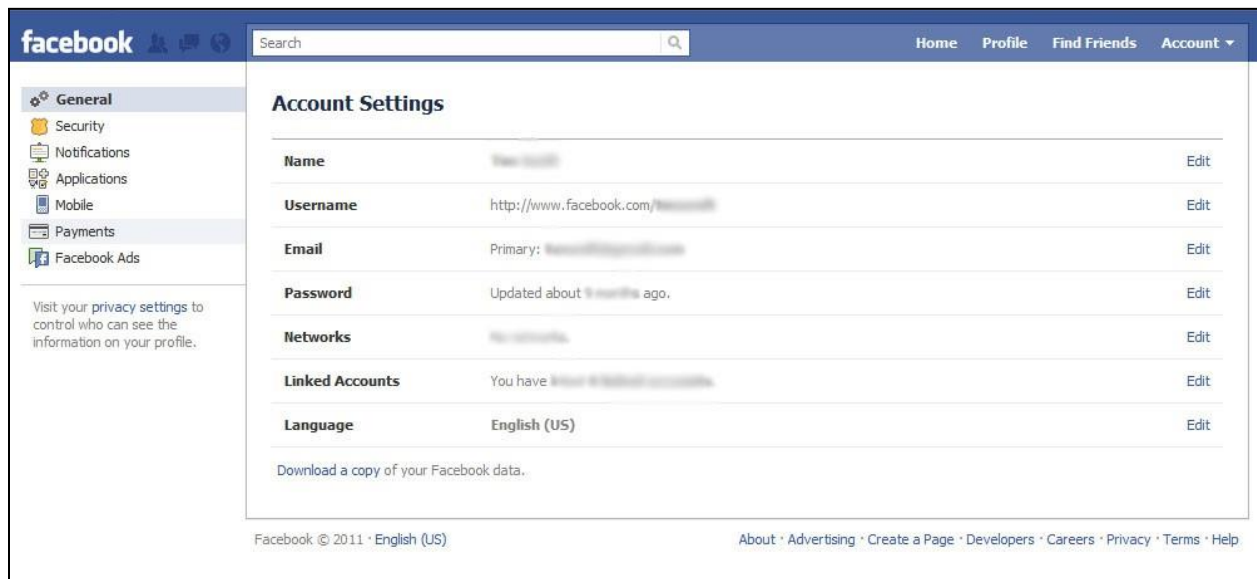 facebook
Search
Home Profile Find Friends Account
General
Security
Notifications
Applications
Mobile
Payments
Facebook Ads
Visit your privacy settings to
control who can see the
information on your profile.
Account Settings
Name Edit
Username http://www.facebook.com/ Edit
Email Primary: Edit
Password Updated about ago. Edit
Networks Edit
Linked Accounts You have Edit
Language English (US) Edit
Download a copy of your Facebook data.
Facebook © 2011 · English (US)
About · Advertising · Create a Page · Developers · Careers · Privacy · Terms · Help